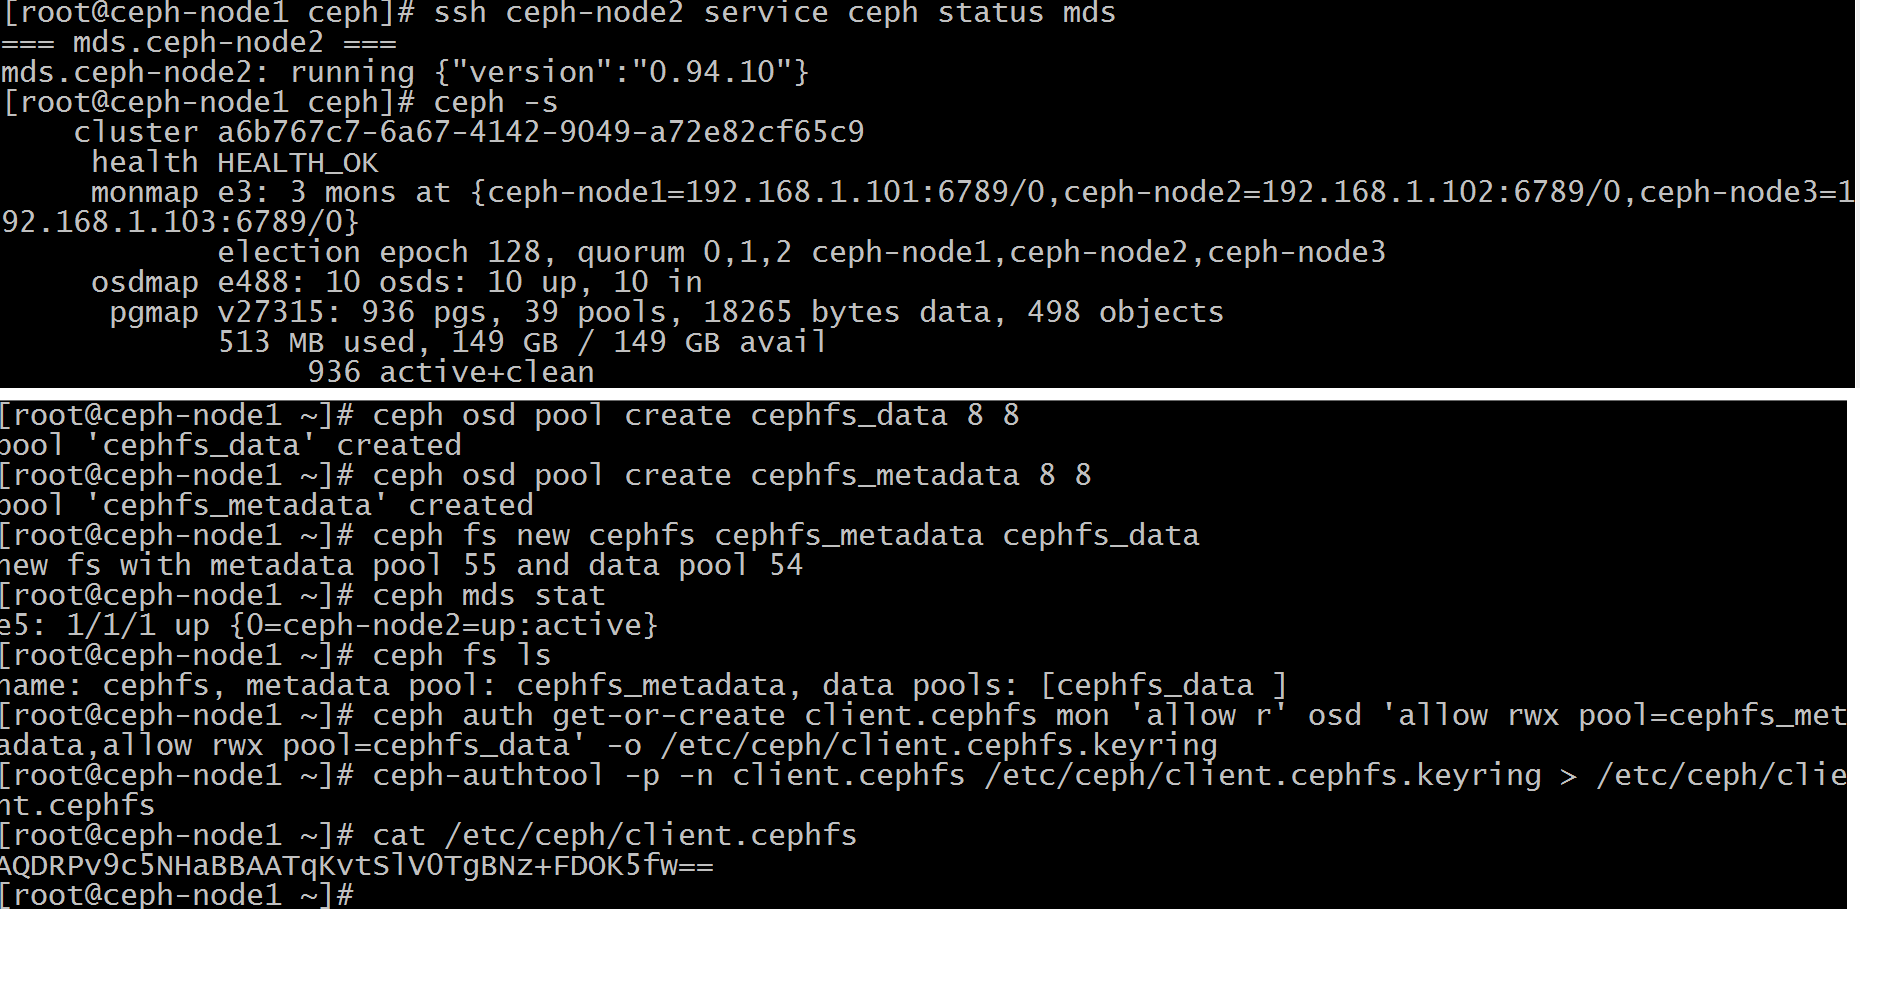 [root@ceph-node1 ceph]# ssh ceph-node2 service ceph status mds
=== mds.ceph-node2 ===
mds.ceph-node2: running {"version":"0.94.10"}
[root@ceph-node1 ceph]# ceph -s
    cluster a6b767c7-6a67-4142-9049-a72e82cf65c9
     health HEALTH_OK
     monmap e3: 3 mons at {ceph-node1=192.168.1.101:6789/0,ceph-node2=192.168.1.102:6789/0,ceph-node3=1
92.168.1.103:6789/0}
            election epoch 128, quorum 0,1,2 ceph-node1,ceph-node2,ceph-node3
     osdmap e488: 10 osds: 10 up, 10 in
      pgmap v27315: 936 pgs, 39 pools, 18265 bytes data, 498 objects
            513 MB used, 149 GB / 149 GB avail
                 936 active+clean
[root@ceph-node1 ~]# ceph osd pool create cephfs_data 8 8
pool 'cephfs_data' created
[root@ceph-node1 ~]# ceph osd pool create cephfs_metadata 8 8
pool 'cephfs_metadata' created
[root@ceph-node1 ~]# ceph fs new cephfs cephfs_metadata cephfs_data
new fs with metadata pool 55 and data pool 54
[root@ceph-node1 ~]# ceph mds stat
e5: 1/1/1 up {0=ceph-node2=up:active}
[root@ceph-node1 ~]# ceph fs ls
name: cephfs, metadata pool: cephfs_metadata, data pools: [cephfs_data ]
[root@ceph-node1 ~]# ceph auth get-or-create client.cephfs mon 'allow r' osd 'allow rwx pool=cephfs_met
adata,allow rwx pool=cephfs_data' -o /etc/ceph/client.cephfs.keyring
[root@ceph-node1 ~]# ceph-authtool -p -n client.cephfs /etc/ceph/client.cephfs.keyring > /etc/ceph/clie
nt.cephfs
[root@ceph-node1 ~]# cat /etc/ceph/client.cephfs
AQDRPv9c5NHaBBAATqKvtSlV0TgBNz+FDOK5fw==
[root@ceph-node1 ~]#